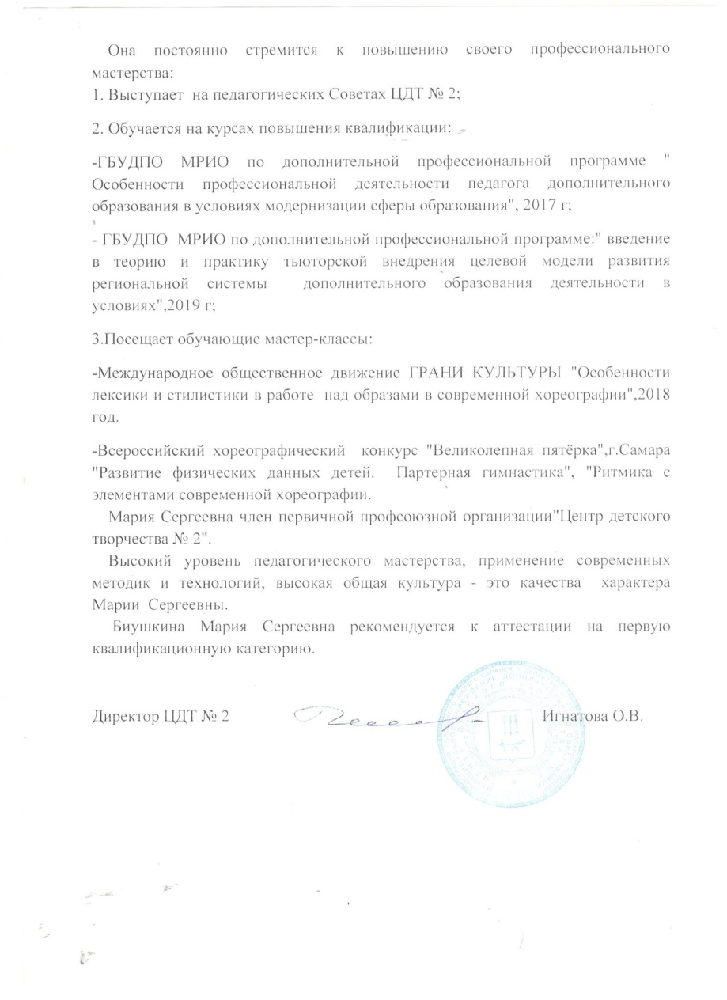 Она постоянно стремится к повышению своего профессионального
мастерства:
1. Выступает на педагогических Советах ЦДТ № 2;
2. Обучается на курсах повышения квалификации:
-ГБУДПО МРИО по дополнительной профессиональной программе "
Особенности профессиональной деятельности педагога дополнительного
образования в условиях модернизации сферы образования", 2017 г;
- ГБУДПО МРИО по дополнительной профессиональной программе:" введение
в теорию и практику тьюторской внедрения целевой модели развития
региональной системы дополнительного образования деятельности в
условиях",2019 г;
3.Посещает обучающие мастер-классы:
-Международное общественное движение ГРАНИ КУЛЬТУРЫ "Особенности
лексики и стилистики в работе над образами в современной хореографии",2018
год.
-Всероссийский хореографический конкурс "Великолепная пятёрка",г.Самара
"Развитие физических данных детей. Партерная гимнастика", "Ритмика с
элементами современной хореографии.
Мария Сергеевна член первичной профсоюзной организации"Центр детского
творчества № 2".
Высокий уровень педагогического мастерства, применение современных
методик и технологий, высокая общая культура - это качества характера
Марии Сергеевны.
Биушкина Мария Сергеевна рекомендуется к аттестации на первую
квалификационную категорию.
Директор ЦДТ № 2 Игнатова О.В.